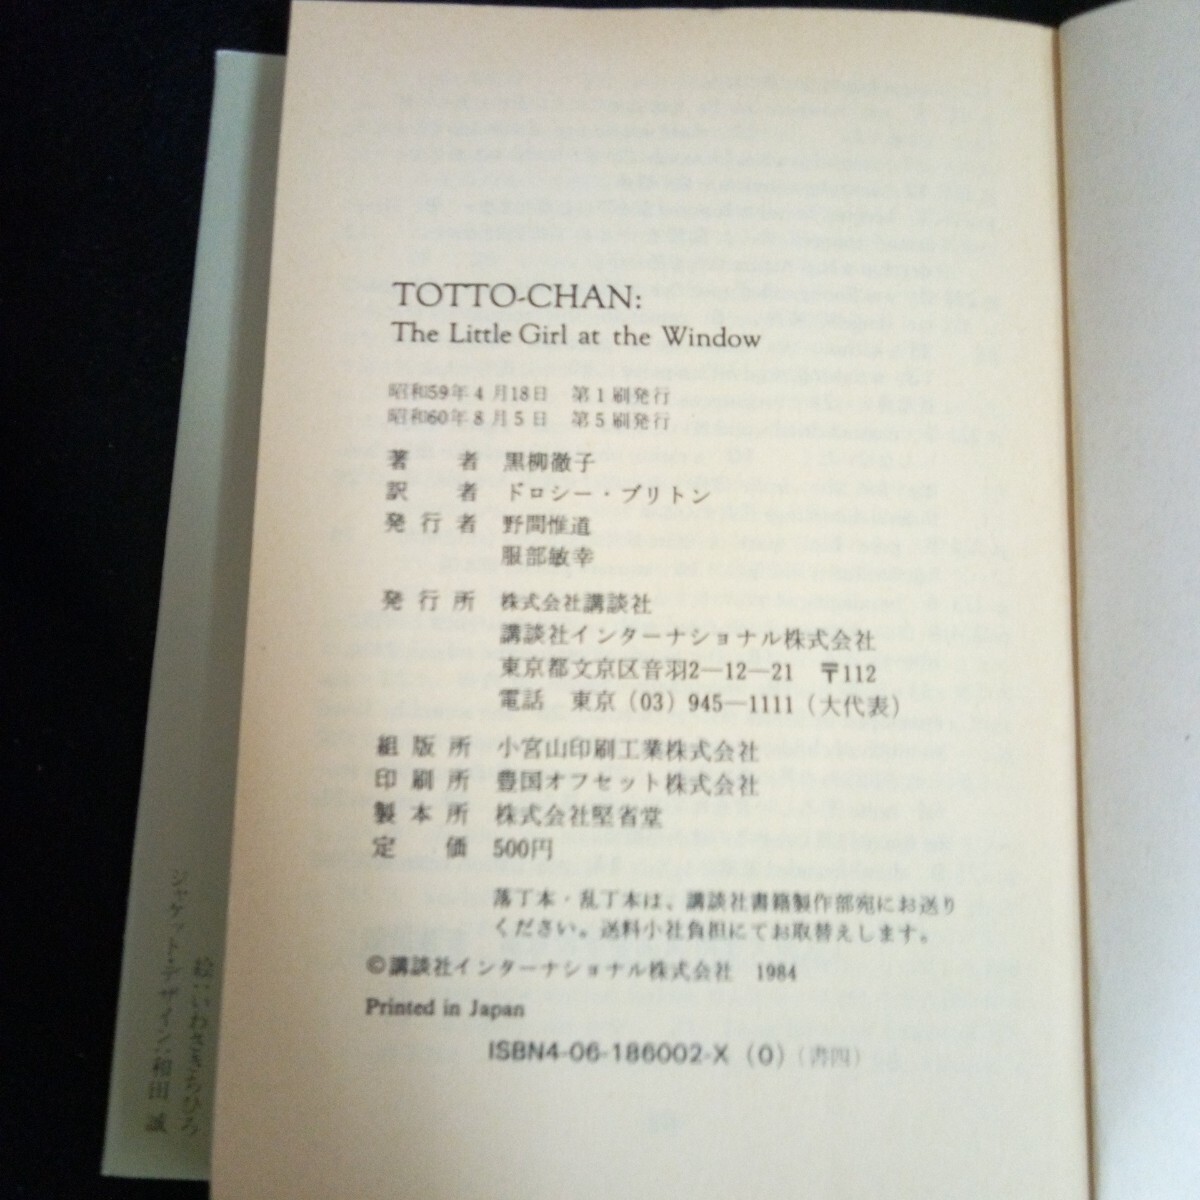 TOTTO-CHAN:
The Little Girl at the Window
昭和59年4月18日 第1刷発行
昭和60年8月5日 第5刷発行
著者 黒柳徹子
訳者 ドロシー・ブリトン
発行者 野間惟道
服部敏幸
発行所 株式会社講談社
講談社インターナショナル株式会社
東京都文京区音羽2—12—21 〒112
電話 東京(03)945—1111(大代表)
組版所 小宮山印刷工業株式会社
印刷所 豊国オフセット株式会社
製本所 株式会社堅省堂
定価 500円
落丁本・乱丁本は、講談社書籍製作部宛にお送り
ください。送料小社負担にてお取替えします。
©講談社インターナショナル株式会社 1984
Printed in Japan
ISBN4-06-186002-X (0) (書四)
絵:いわさきちひろ
ジャケット・デザイン:和田 誠